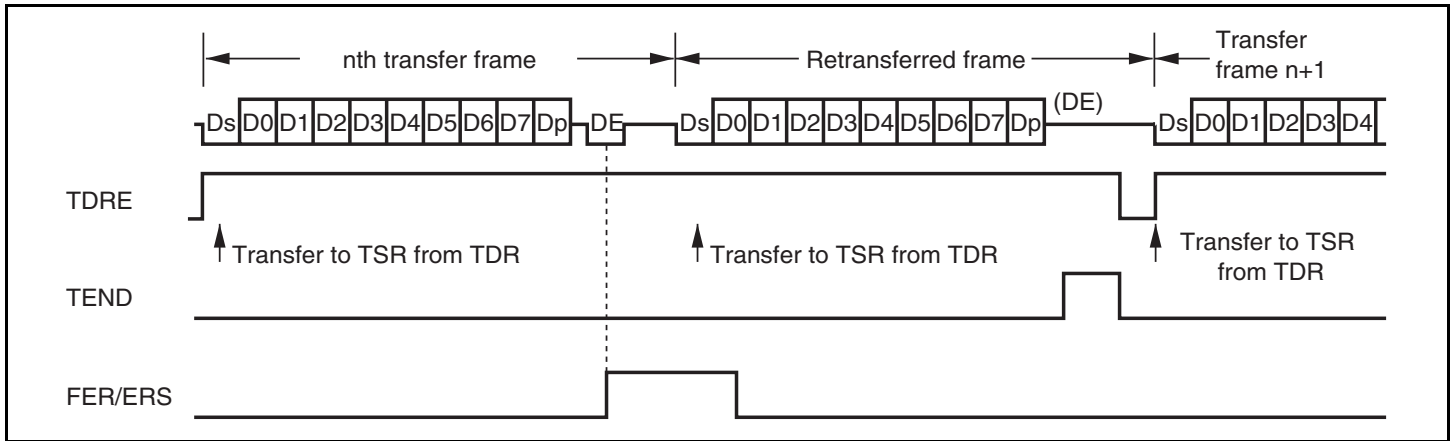 nth transfer frame
Retransferred frame
Transfer
frame n+1
Ds D0 D1 D2 D3 D4 D5 D6 D7 Dp DE
Ds D0 D1 D2 D3 D4 D5 D6 D7 Dp (DE)
Ds D0 D1 D2 D3 D4
TDRE
Transfer to TSR from TDR
Transfer to TSR from TDR
Transfer to TSR
from TDR
TEND
FER/ERS